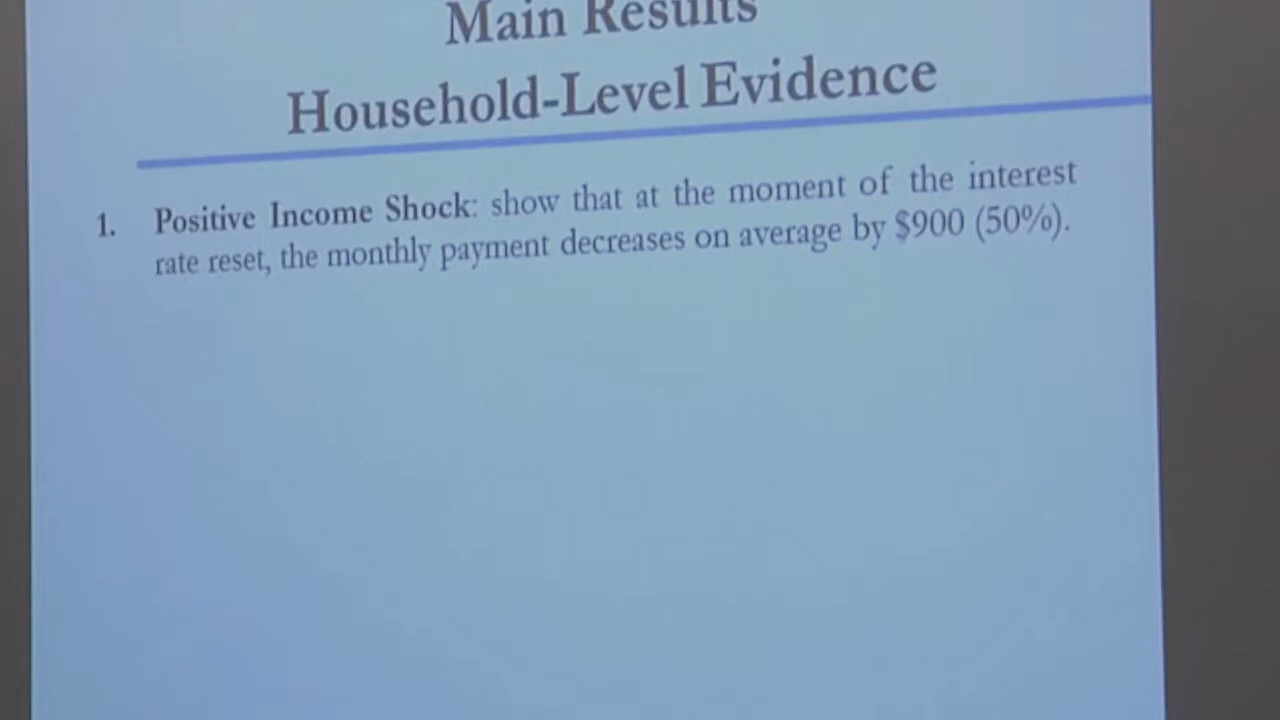 Main Results
Household-Level Evidence
1. Positive Income Shock: show that at the moment of the interest
rate reset, the monthly payment decreases on average by $900 (50%).